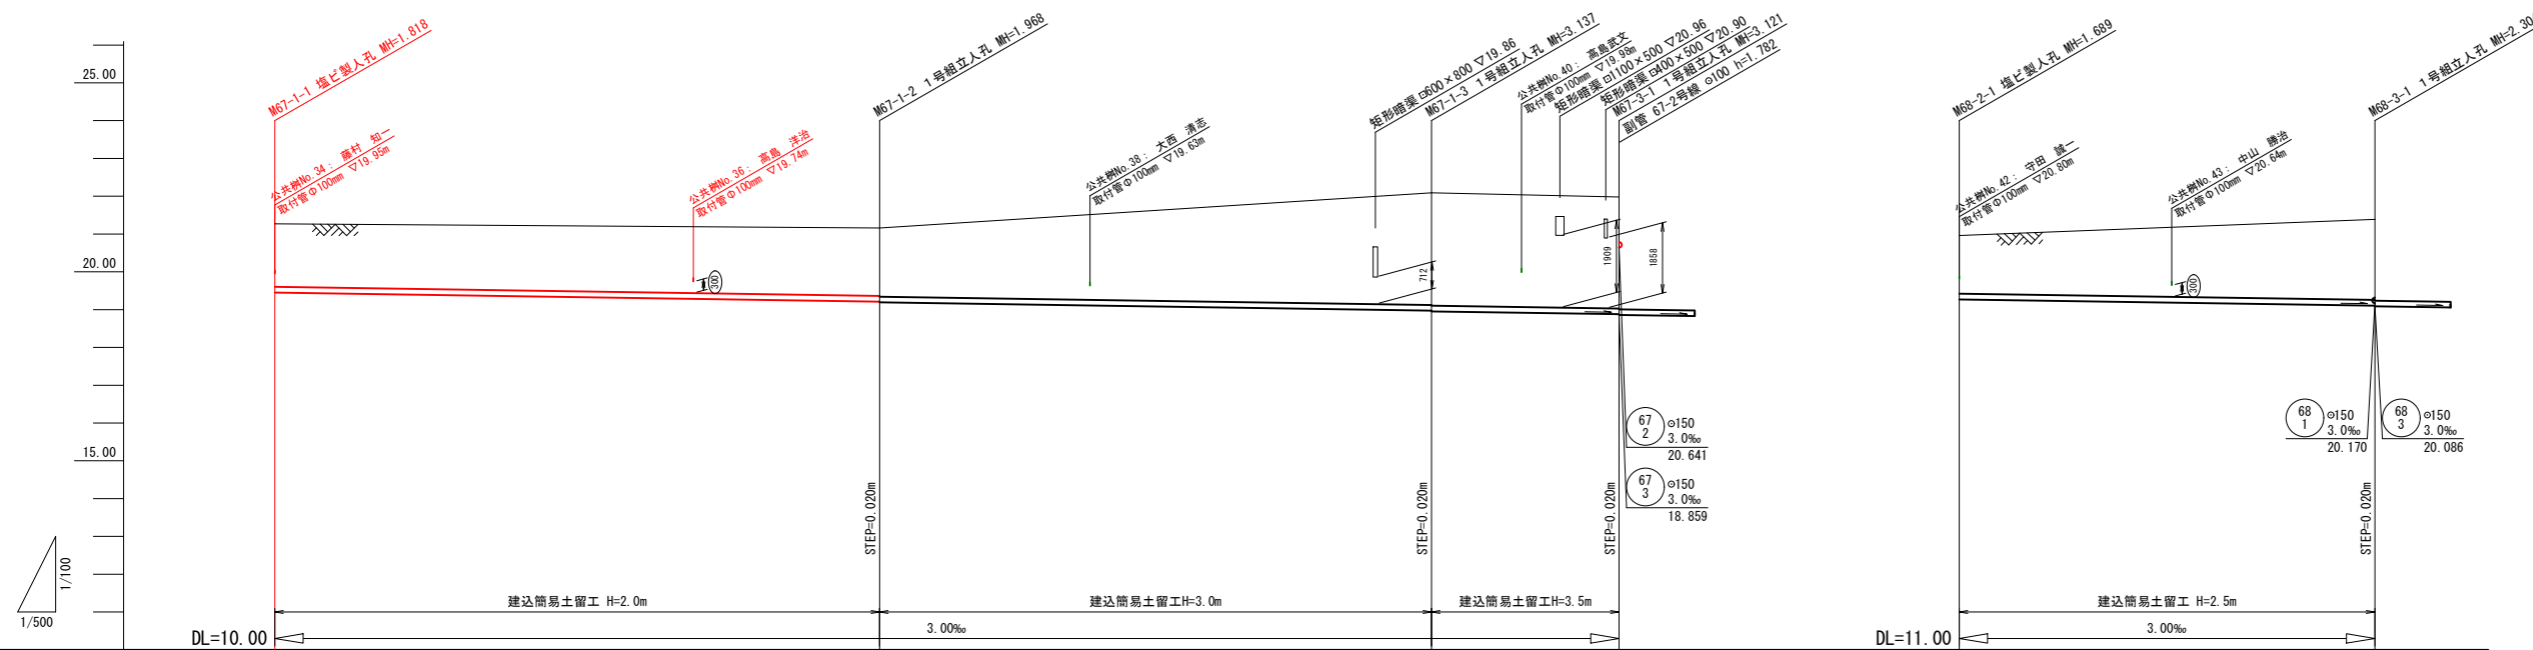 25.00
20.00
15.00
1/100
1/500
DL=10.00
M67-1-1 塩ビ製人孔 MH=1.818
公共桝No.34: 藤村 知一
取付管Φ100mm ▽19.95m
公共桝No.36: 高島 洋治
取付管Φ100mm ▽19.74m
300
M67-1-2 1号組立人孔 MH=1.968
公共桝No.38: 大西 清志
取付管Φ100mm ▽19.63m
矩形暗渠 □600×800 ▽19.86
M67-1-3 1号組立人孔 MH=3.137
公共桝No.40: 高島武文
取付管Φ100mm ▽19.98m
矩形暗渠 □1100×500 ▽20.96
矩形暗渠 □400×500 ▽20.90
M67-3-1 1号組立人孔 MH=3.121
副管 67-2号線 ⊙100 h=1.782
712
1909
1858
67
2
⊙150
3.0‰
20.641
67
3
⊙150
3.0‰
18.859
STEP=0.020m
STEP=0.020m
STEP=0.020m
建込簡易土留工 H=2.0m
建込簡易土留工H=3.0m
建込簡易土留工H=3.5m
3.00‰
DL=11.00
M68-2-1 塩ビ製人孔 MH=1.689
公共桝No.42: 守田 誠一
取付管Φ100mm ▽20.80m
公共桝No.43: 中山 勝治
取付管Φ100mm ▽20.64m
300
M68-3-1 1号組立人孔 MH=2.30
68
1
⊙150
3.0‰
20.170
68
3
⊙150
3.0‰
20.086
STEP=0.020m
建込簡易土留工 H=2.5m
3.00‰